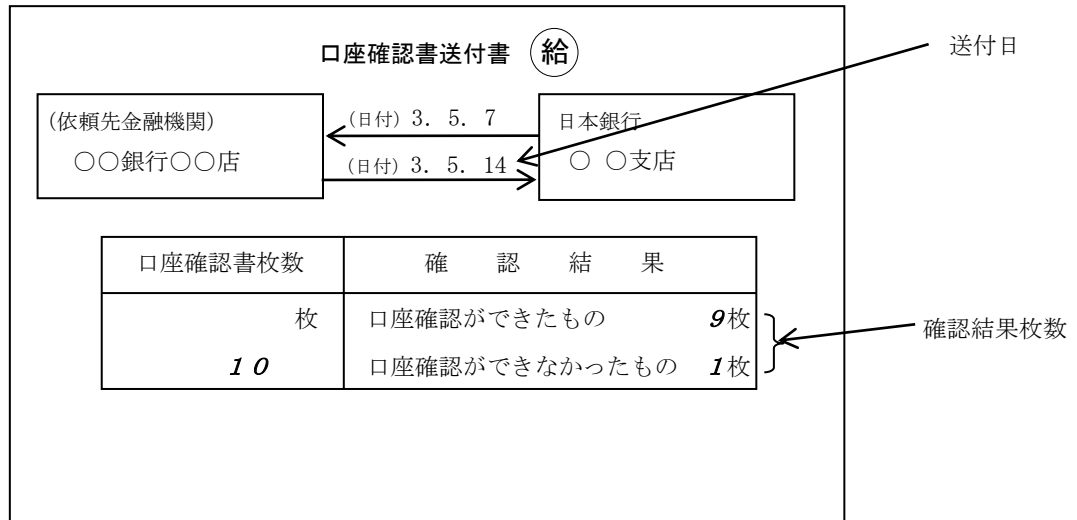 口座確認書送付書 給
送付日
(依頼先金融機関)
○○銀行○○店
(日付) 3. 5. 7
(日付) 3. 5. 14
日本銀行
○ ○支店
口座確認書枚数
確 認 結 果
枚
10
口座確認ができたもの 9枚
口座確認ができなかったもの 1枚
確認結果枚数